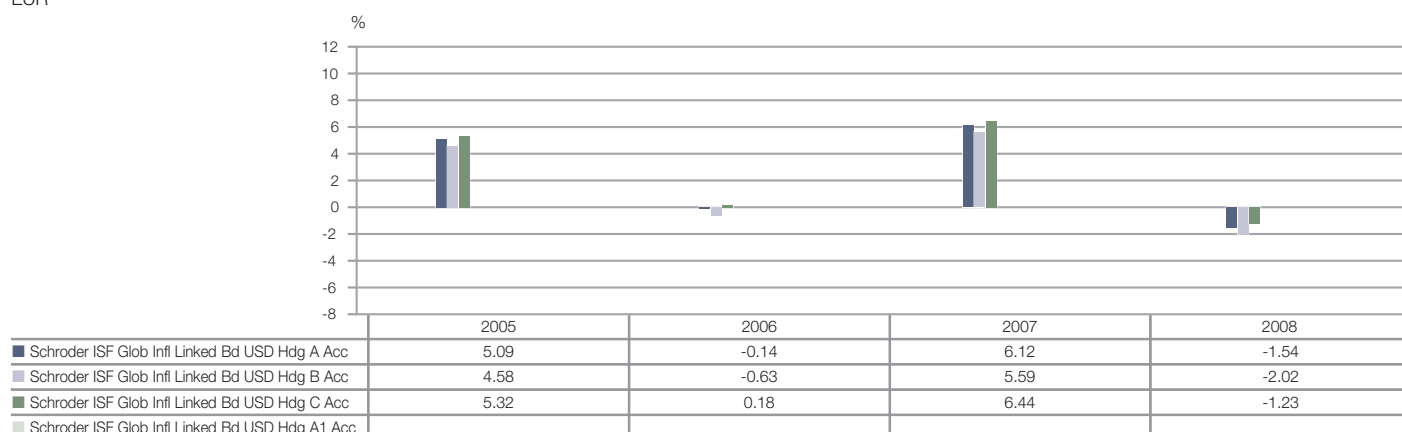 EUR
%
12
10
8
6
4
2
0
-2
-4
-6
-8
2005 2006 2007 2008
Schroder ISF Glob Infl Linked Bd USD Hdg A Acc 5.09 -0.14 6.12 -1.54
Schroder ISF Glob Infl Linked Bd USD Hdg B Acc 4.58 -0.63 5.59 -2.02
Schroder ISF Glob Infl Linked Bd USD Hdg C Acc 5.32 0.18 6.44 -1.23
Schroder ISF Glob Infl Linked Bd USD Hdg A1 Acc